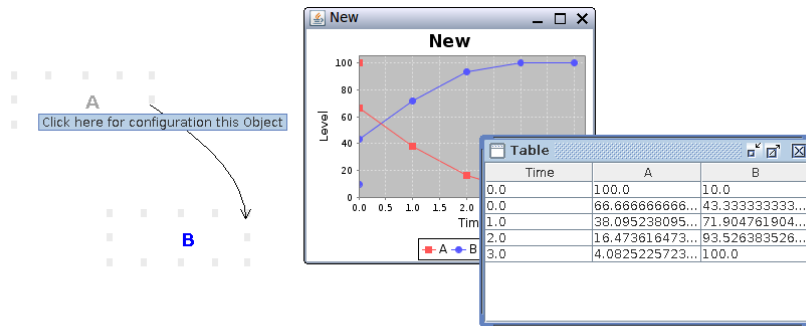 A
Click here for configuration this Object
B
New
New
Level
100
80
60
40
20
0
0.0 0.5 1.0 1.5 2.0
Tim
A B
Table
Time A B
0.0 100.0 10.0
0.0 66.666666666... 43.333333333...
1.0 38.095238095... 71.904761904...
2.0 16.473616473... 93.526383526...
3.0 4.0825225723... 100.0